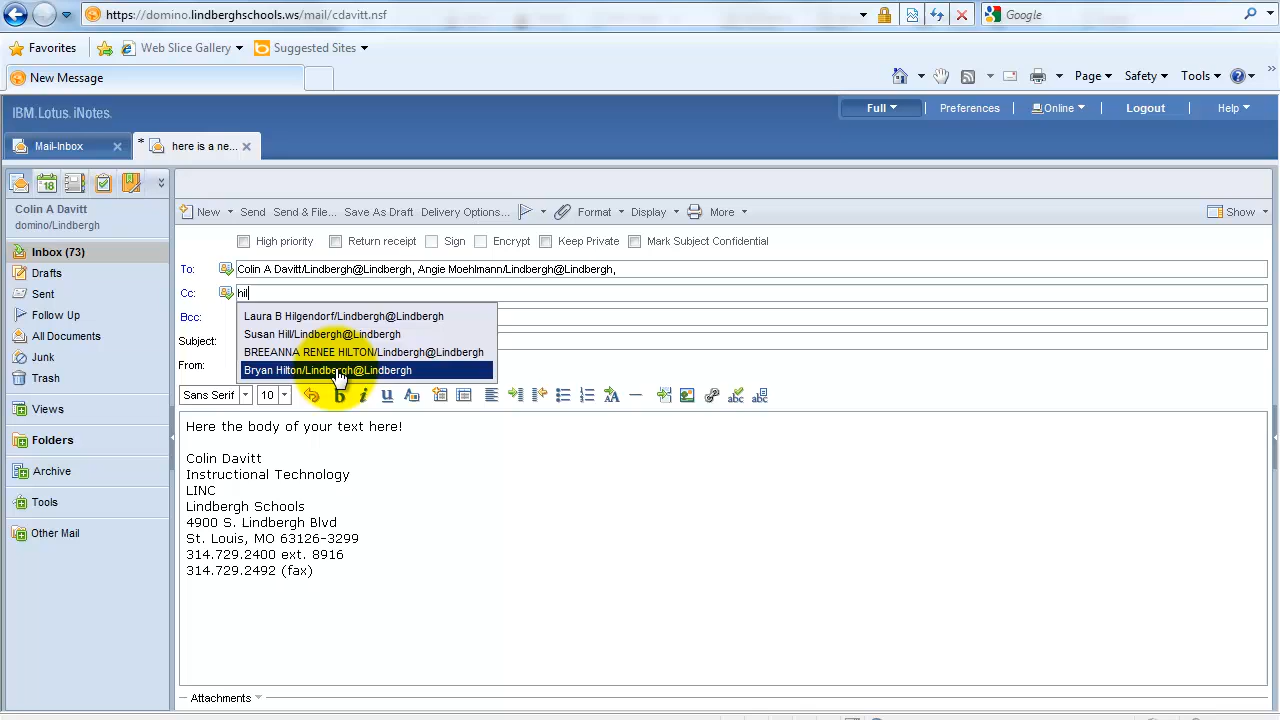 https://domino.lindberghschools.ws/mail/cdavitt.nsf Google
Favorites Web Slice Gallery Suggested Sites
New Message Page Safety Tools
IBM.Lotus.iNotes. Full Preferences Online Logout Help
Mail-Inbox * here is a ne...
Colin A Davitt
domino/Lindbergh
Inbox (73)
Drafts
Sent
Follow Up
All Documents
Junk
Trash
Views
Folders
Archive
Tools
Other Mail
New Send Send & File... Save As Draft Delivery Options... Format Display More Show
High priority Return receipt Sign Encrypt Keep Private Mark Subject Confidential
To: Colin A Davitt/Lindbergh@Lindbergh, Angie Moehlmann/Lindbergh@Lindbergh,
Cc: hil
Laura B Hilgendorf/Lindbergh@Lindbergh
Bcc:
Susan Hill/Lindbergh@Lindbergh
Subject:
BREEANNA RENEE HILTON/Lindbergh@Lindbergh
From:
Bryan Hilton/Lindbergh@Lindbergh
Sans Serif 10 b i u
Here the body of your text here!
Colin Davitt
Instructional Technology
LINC
Lindbergh Schools
4900 S. Lindbergh Blvd
St. Louis, MO 63126-3299
314.729.2400 ext. 8916
314.729.2492 (fax)
Attachments